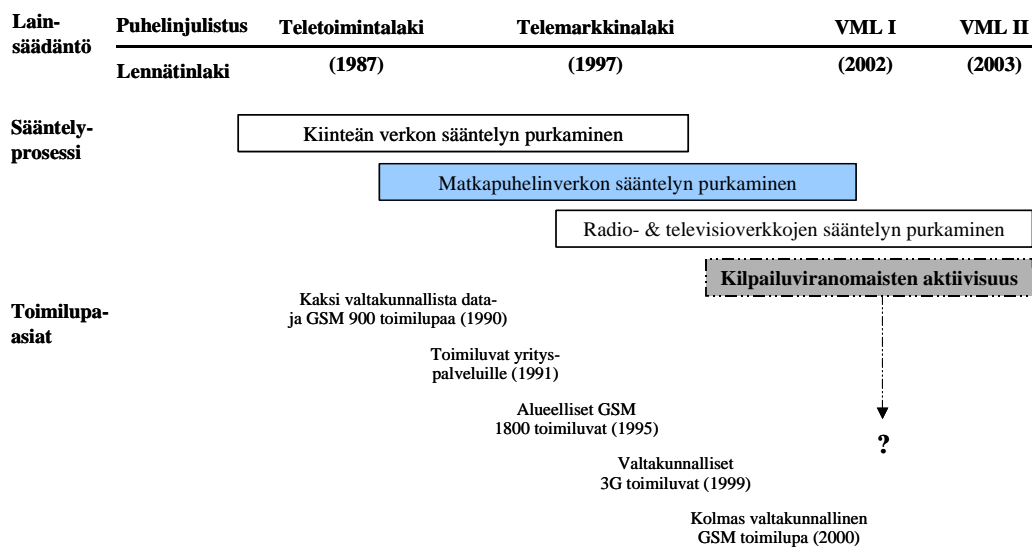 Lain-
säädäntö
Puhelinjulistus
Teletoimintalaki
Telemarkkinalaki
VML I
VML II
Lennätinlaki
(1987)
(1997)
(2002)
(2003)
Sääntely-
prosessi
Kiinteän verkon sääntelyn purkaminen
Matkapuhelinverkon sääntelyn purkaminen
Radio- & televisioverkkojen sääntelyn purkaminen
Kilpailuviranomaisten aktiivisuus
Toimilupa-
asiat
Kaksi valtakunnallista data-
ja GSM 900 toimilupaa (1990)
Toimiluvat yritys-
palveluille (1991)
Alueelliset GSM
1800 toimiluvat (1995)
?
Valtakunnalliset
3G toimiluvat (1999)
Kolmas valtakunnallinen
GSM toimilupa (2000)